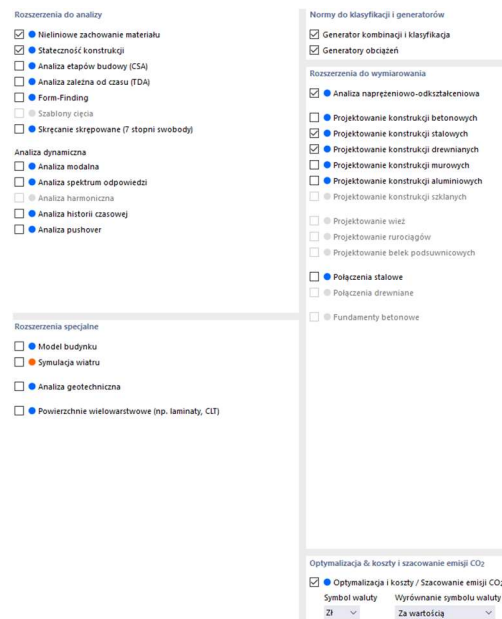 Rozszerzenia do analizy
Nieliniowe zachowanie materiału
Stateczność konstrukcji
Analiza etapów budowy (CSA)
Analiza zależna od czasu (TDA)
Form-Finding
Szablony cięcia
Skręcanie skrępowane (7 stopni swobody)
Analiza dynamiczna
Analiza modalna
Analiza spektrum odpowiedzi
Analiza harmoniczna
Analiza historii czasowej
Analiza pushover
Rozszerzenia specjalne
Model budynku
Symulacja wiatru
Analiza geotechniczna
Powierzchnie wielowarstwowe (np. laminaty, CLT)
Normy do klasyfikacji i generatorów
Generator kombinacji i klasyfikacja
Generatory obciążeń
Rozszerzenia do wymiarowania
Analiza naprężeniowo-odkształceniowa
Projektowanie konstrukcji betonowych
Projektowanie konstrukcji stalowych
Projektowanie konstrukcji drewnianych
Projektowanie konstrukcji murowych
Projektowanie konstrukcji aluminiowych
Projektowanie konstrukcji szklanych
Projektowanie wież
Projektowanie rurociągów
Projektowanie belek podsuwnicowych
Połączenia stalowe
Połączenia drewniane
Fundamenty betonowe
Optymalizacja & koszty i szacowanie emisji CO2
Optymalizacja i koszty / Szacowanie emisji CO2
Symbol waluty Wyrównanie symbolu waluty
Zł Za wartością